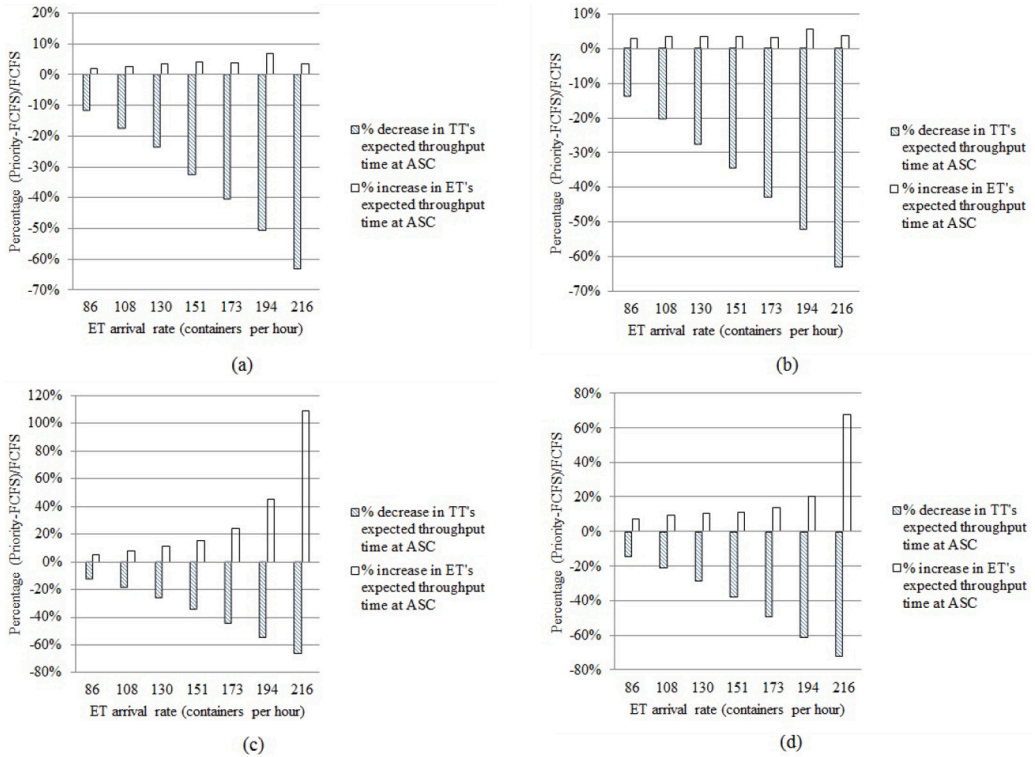 Percentage (Priority-FCFS)/FCFS
20%
10%
0%
-10%
-20%
-30%
-40%
-50%
-60%
-70%
86 108 130 151 173 194 216
ET arrival rate (containers per hour)
% decrease in TT's
expected throughput
time at ASC
% increase in ET's
expected throughput
time at ASC
(a)
Percentage (Priority-FCFS)/FCFS
10%
0%
-10%
-20%
-30%
-40%
-50%
-60%
-70%
86 108 130 151 173 194 216
ET arrival rate (containers per hour)
% decrease in TT's
expected throughput
time at ASC
% increase in ET's
expected throughput
time at ASC
(b)
Percentage (Priority-FCFS)/FCFS
120%
100%
80%
60%
40%
20%
0%
-20%
-40%
-60%
-80%
86 108 130 151 173 194 216
ET arrival rate (containers per hour)
% decrease in TT's
expected throughput
time at ASC
% increase in ET's
expected throughput
time at ASC
(c)
Percentage (Priority-FCFS)/FCFS
80%
60%
40%
20%
0%
-20%
-40%
-60%
-80%
86 108 130 151 173 194 216
ET arrival rate (containers per hour)
% decrease in TT's
expected throughput
time at ASC
% increase in ET's
expected throughput
time at ASC
(d)